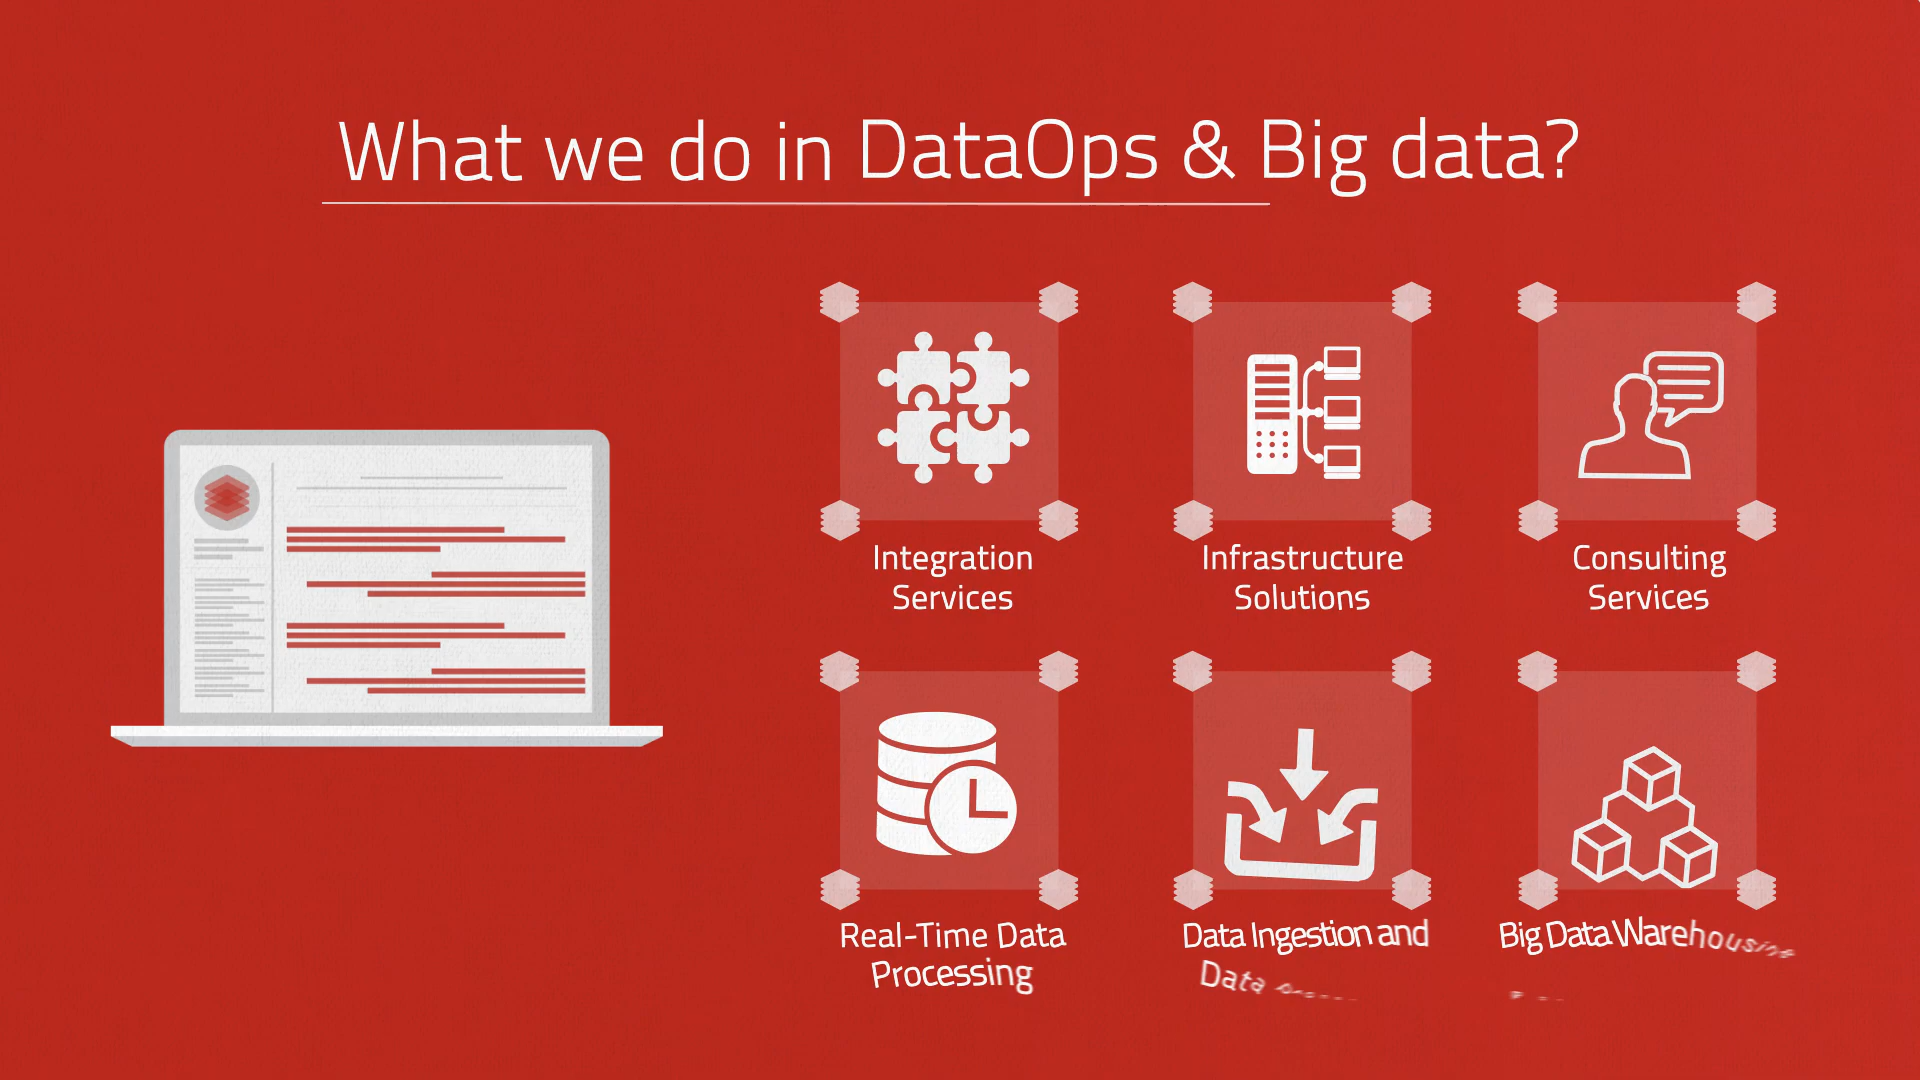 What we do in DataOps & Big data?
Integration
Services
Infrastructure
Solutions
Consulting
Services
Real-Time Data
Processing
Data Ingestion and
Data
Big Data Warehousing